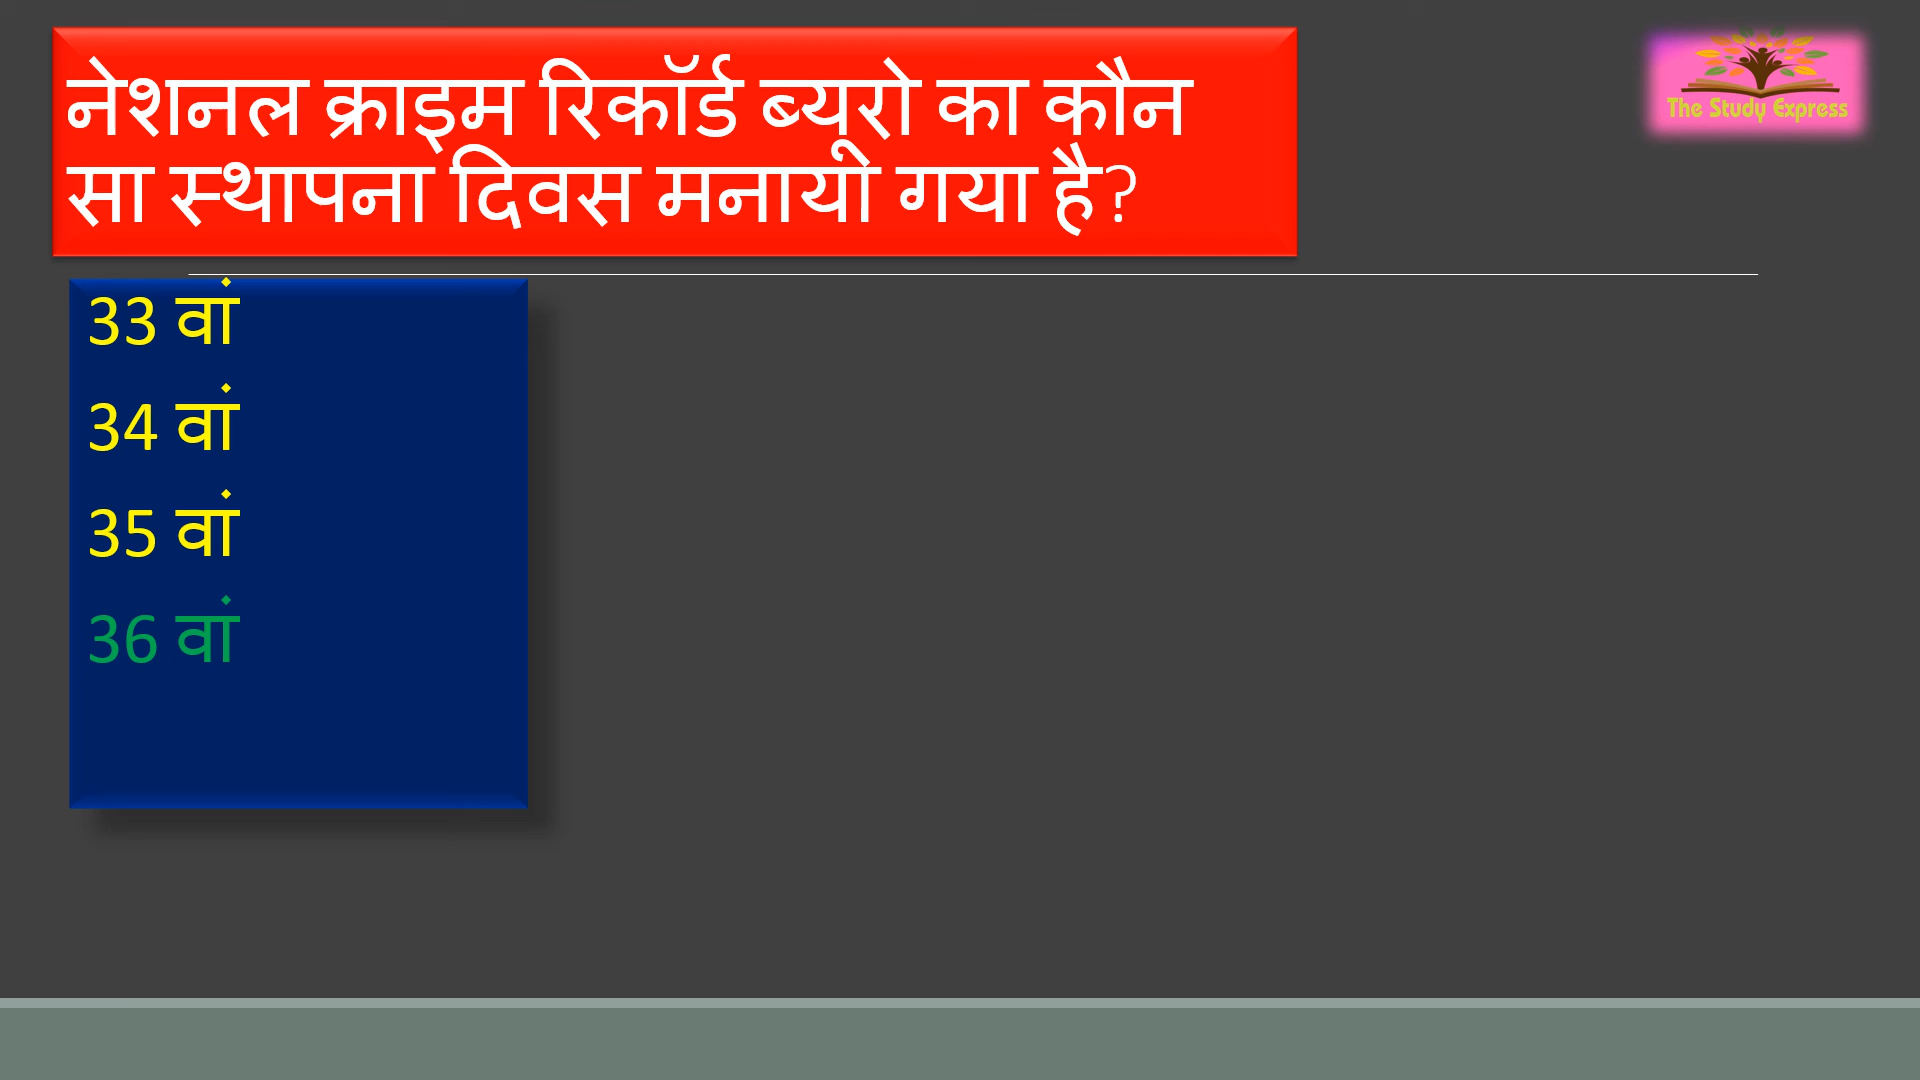 नेशनल क्राइम रिकॉर्ड ब्यूरो का कौन
सा स्थापना दिवस मनाया गया है?
The Study Express
33 वां
34 वां
35 वां
36 वां